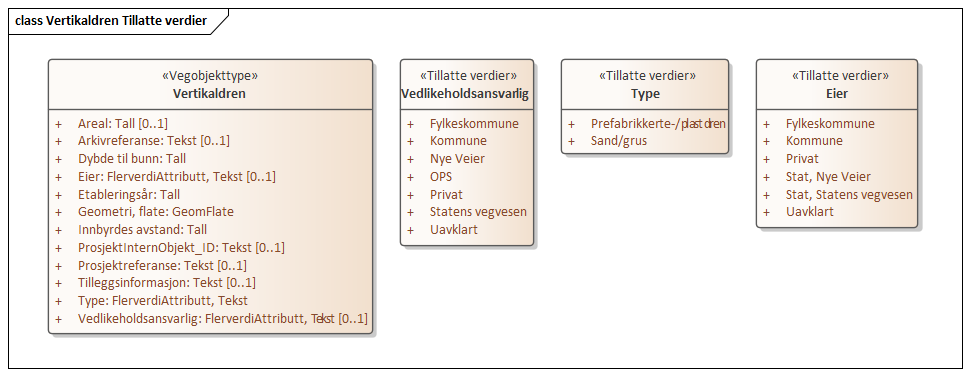 class Vertikaldren Tillatte verdier
«Vegobjekttype»
Vertikaldren
+ Areal: Tall [0..1]
+ Arkivreferanse: Tekst [0..1]
+ Dybde til bunn: Tall
+ Eier: FlerverdiAttributt, Tekst [0..1]
+ Etableringsår: Tall
+ Geometri, flate: GeomFlate
+ Innbyrdes avstand: Tall
+ ProsjektInternObjekt_ID: Tekst [0..1]
+ Prosjektreferanse: Tekst [0..1]
+ Tilleggsinformasjon: Tekst [0..1]
+ Type: FlerverdiAttributt, Tekst
+ Vedlikeholdsansvarlig: FlerverdiAttributt, Tekst [0..1]
«Tillatte verdier»
Vedlikeholdsansvarlig
+ Fylkeskommune
+ Kommune
+ Nye Veier
+ OPS
+ Privat
+ Statens vegvesen
+ Uavklart
«Tillatte verdier»
Type
+ Prefabrikkerte-/plastdren
+ Sand/grus
«Tillatte verdier»
Eier
+ Fylkeskommune
+ Kommune
+ Privat
+ Stat, Nye Veier
+ Stat, Statens vegvesen
+ Uavklart